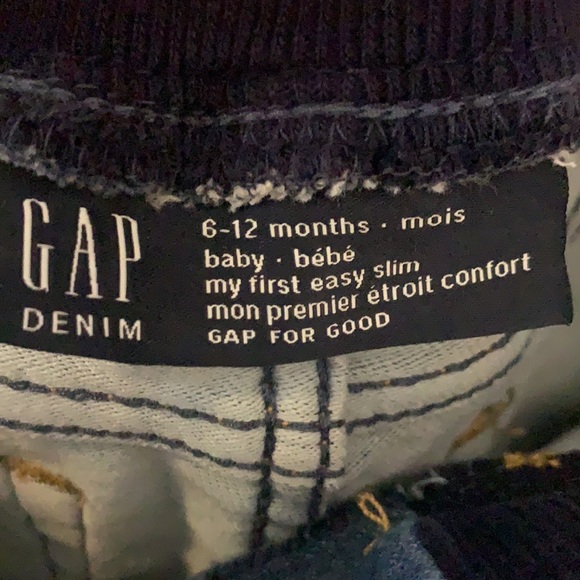 GAP
DENIM
6-12 months · mois
baby · bébé
my first easy slim
mon premier étroit confort
GAP FOR GOOD